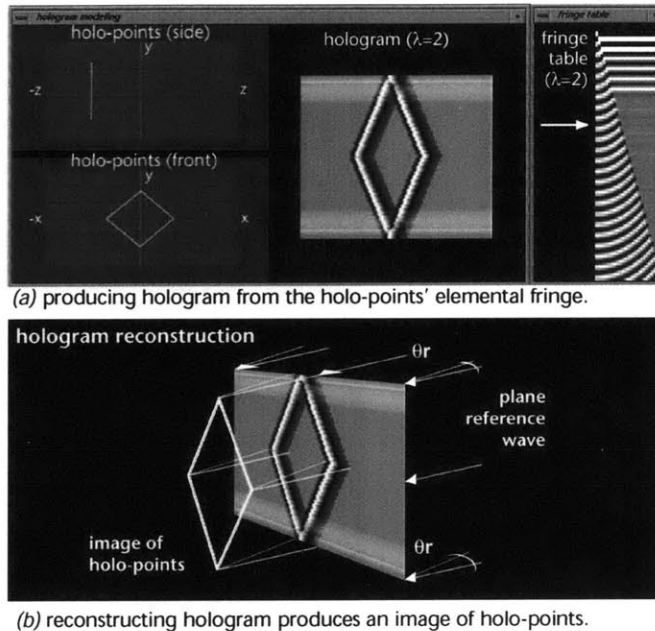 hologram modeling
fringe table
holo-points (side)
y
-z
z
holo-points (front)
y
-x
x
hologram (λ=2)
fringe
table
(λ=2)
(a) producing hologram from the holo-points' elemental fringe.
hologram reconstruction
θr
plane
reference
wave
image of
holo-points
θr
(b) reconstructing hologram produces an image of holo-points.